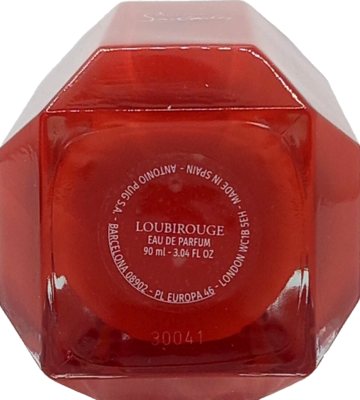 LOUBIROUGE
EAU DE PARFUM
90 ml - 3.04 FL OZ
ANTONIO PUIG S.A. - BARCELONA 08902 - PL EUROPA 46 - LONDON WC1B 5EH - MADE IN SPAIN -
30041